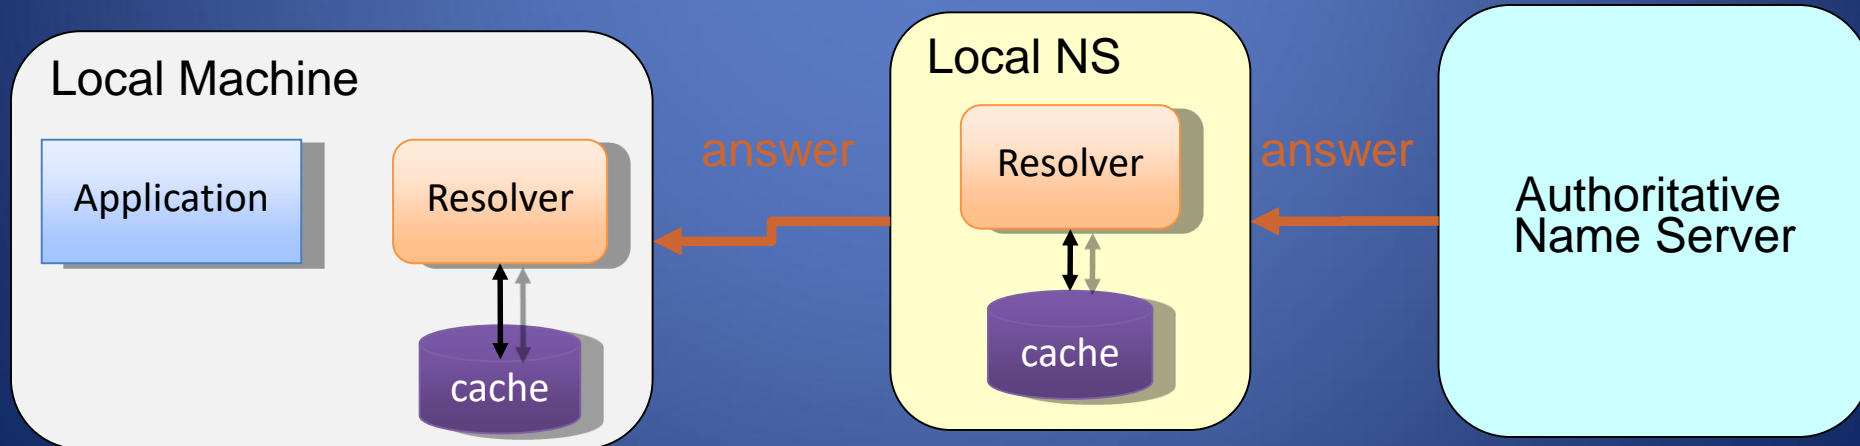 Local Machine
Application
Resolver
cache
answer
Local NS
Resolver
cache
answer
Authoritative
Name Server